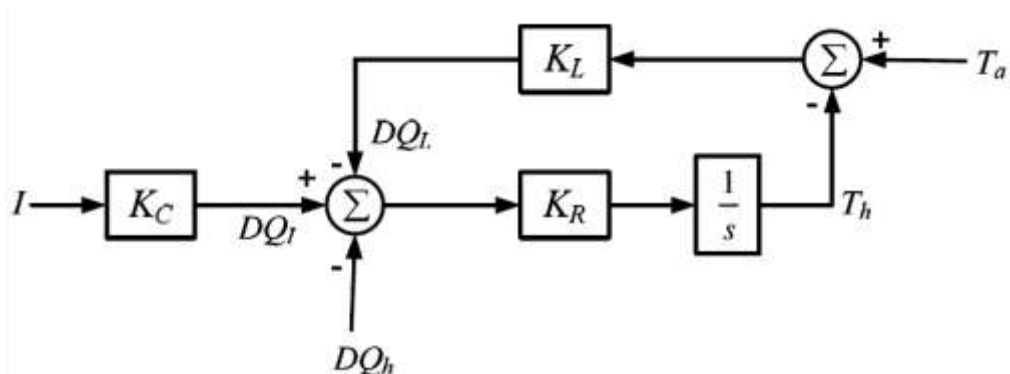 K_L
Σ
+
T_a
-
DQ_L
-
I
K_C
+
DQ_I
Σ
K_R
1
s
T_h
-
DQ_h